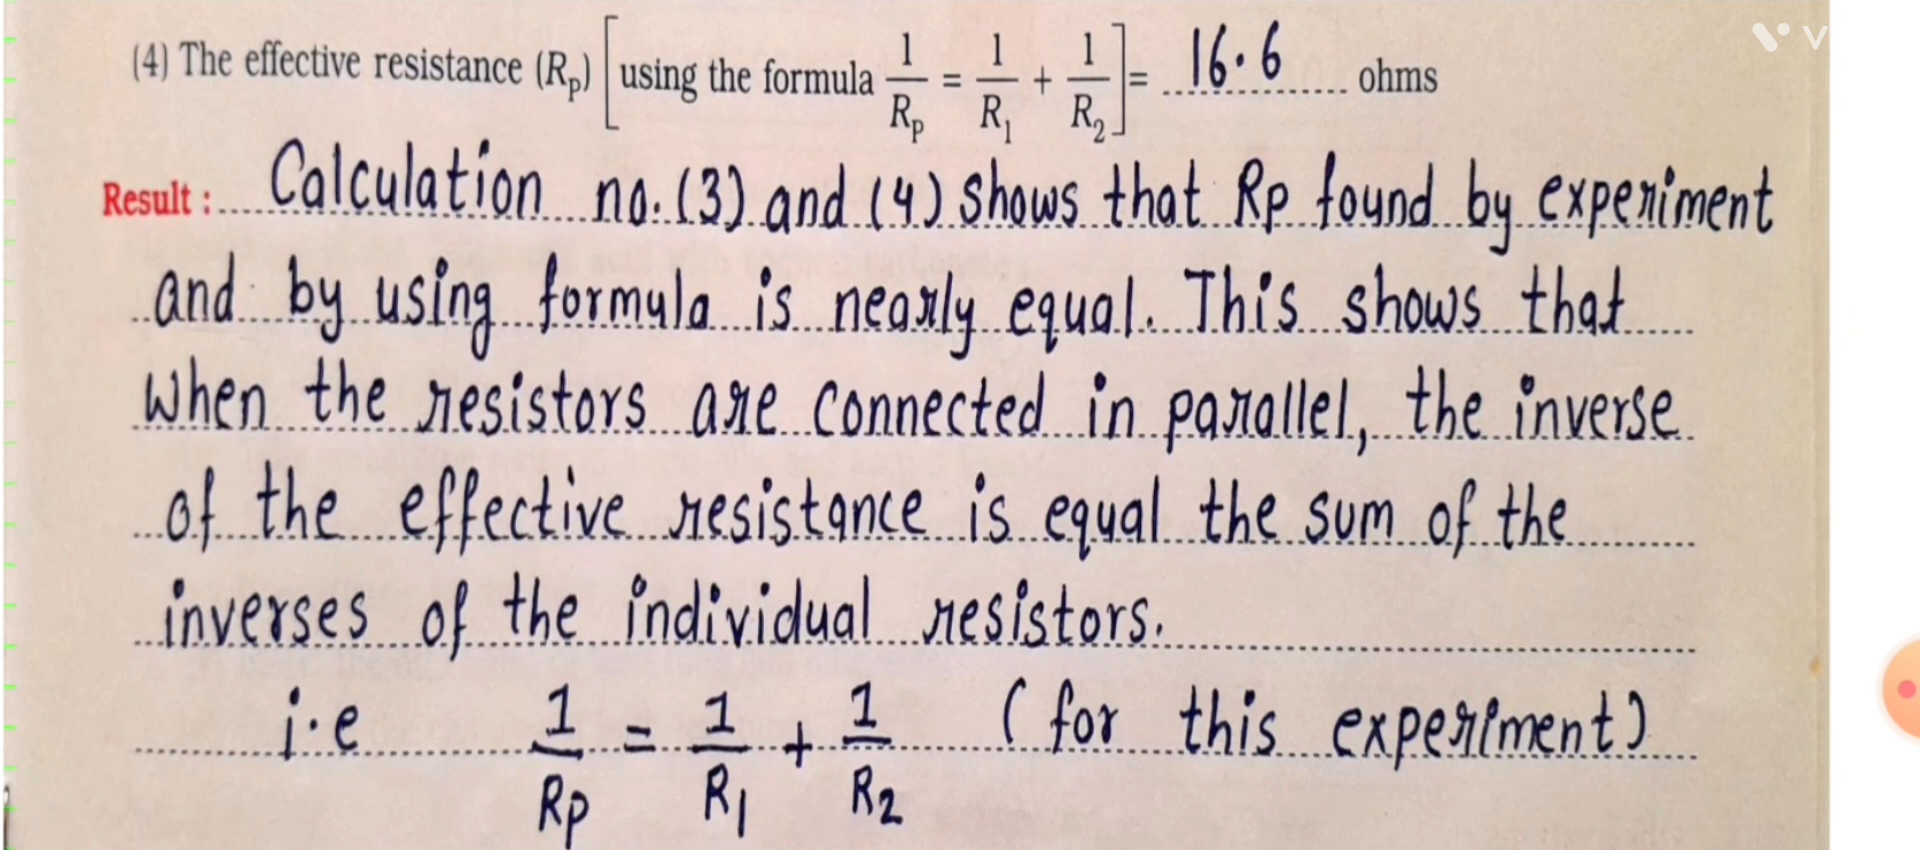 (4) The effective resistance (Rp) [using the formula 1/Rp = 1/R1 + 1/R2] = 16.6 ohms
Result : Calculation no. (3) and (4) shows that Rp found by experiment
and by using formula is nearly equal. This shows that
when the resistors are connected in parallel, the inverse
of the effective resistance is equal the sum of the
inverses of the individual resistors.
i.e 1/Rp = 1/R1 + 1/R2 (for this experiment)